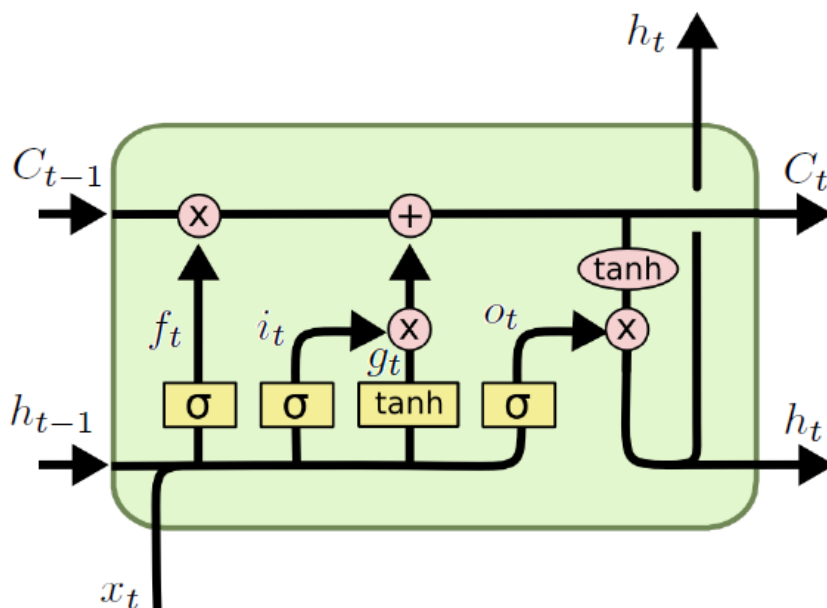 h_t
C_{t-1}
C_t
x
+
tanh
f_t
i_t
x
o_t
x
g_t
h_{t-1}
σ
σ
tanh
σ
h_t
x_t